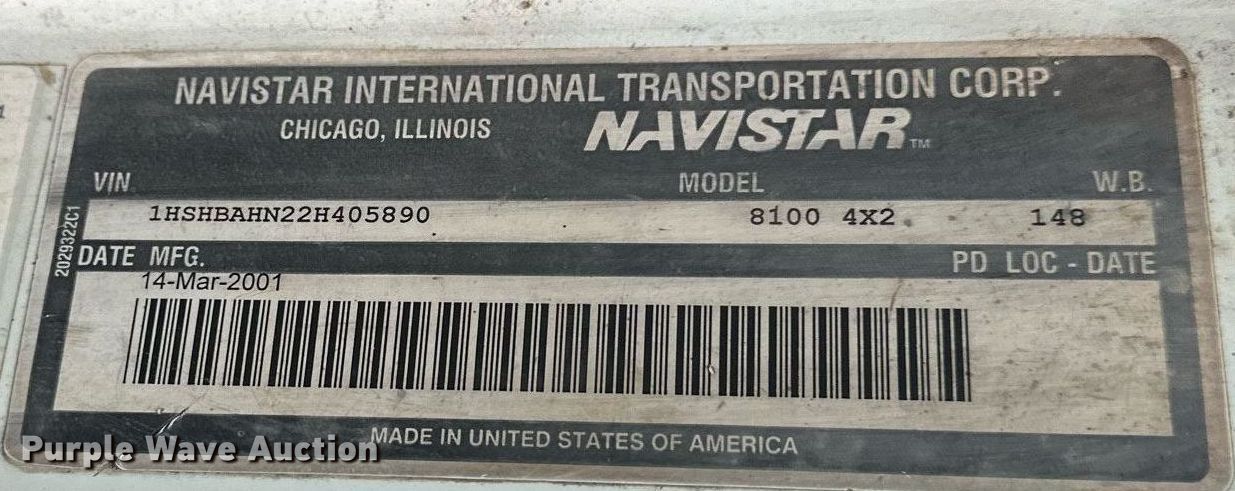 NAVISTAR INTERNATIONAL TRANSPORTATION CORP.
CHICAGO, ILLINOIS NAVISTAR TM
VIN MODEL W.B.
1HSHBAHN22H405890 8100 4X2 148
2029322C1
DATE MFG. PD LOC - DATE
14-Mar-2001
MADE IN UNITED STATES OF AMERICA
Purple Wave Auction